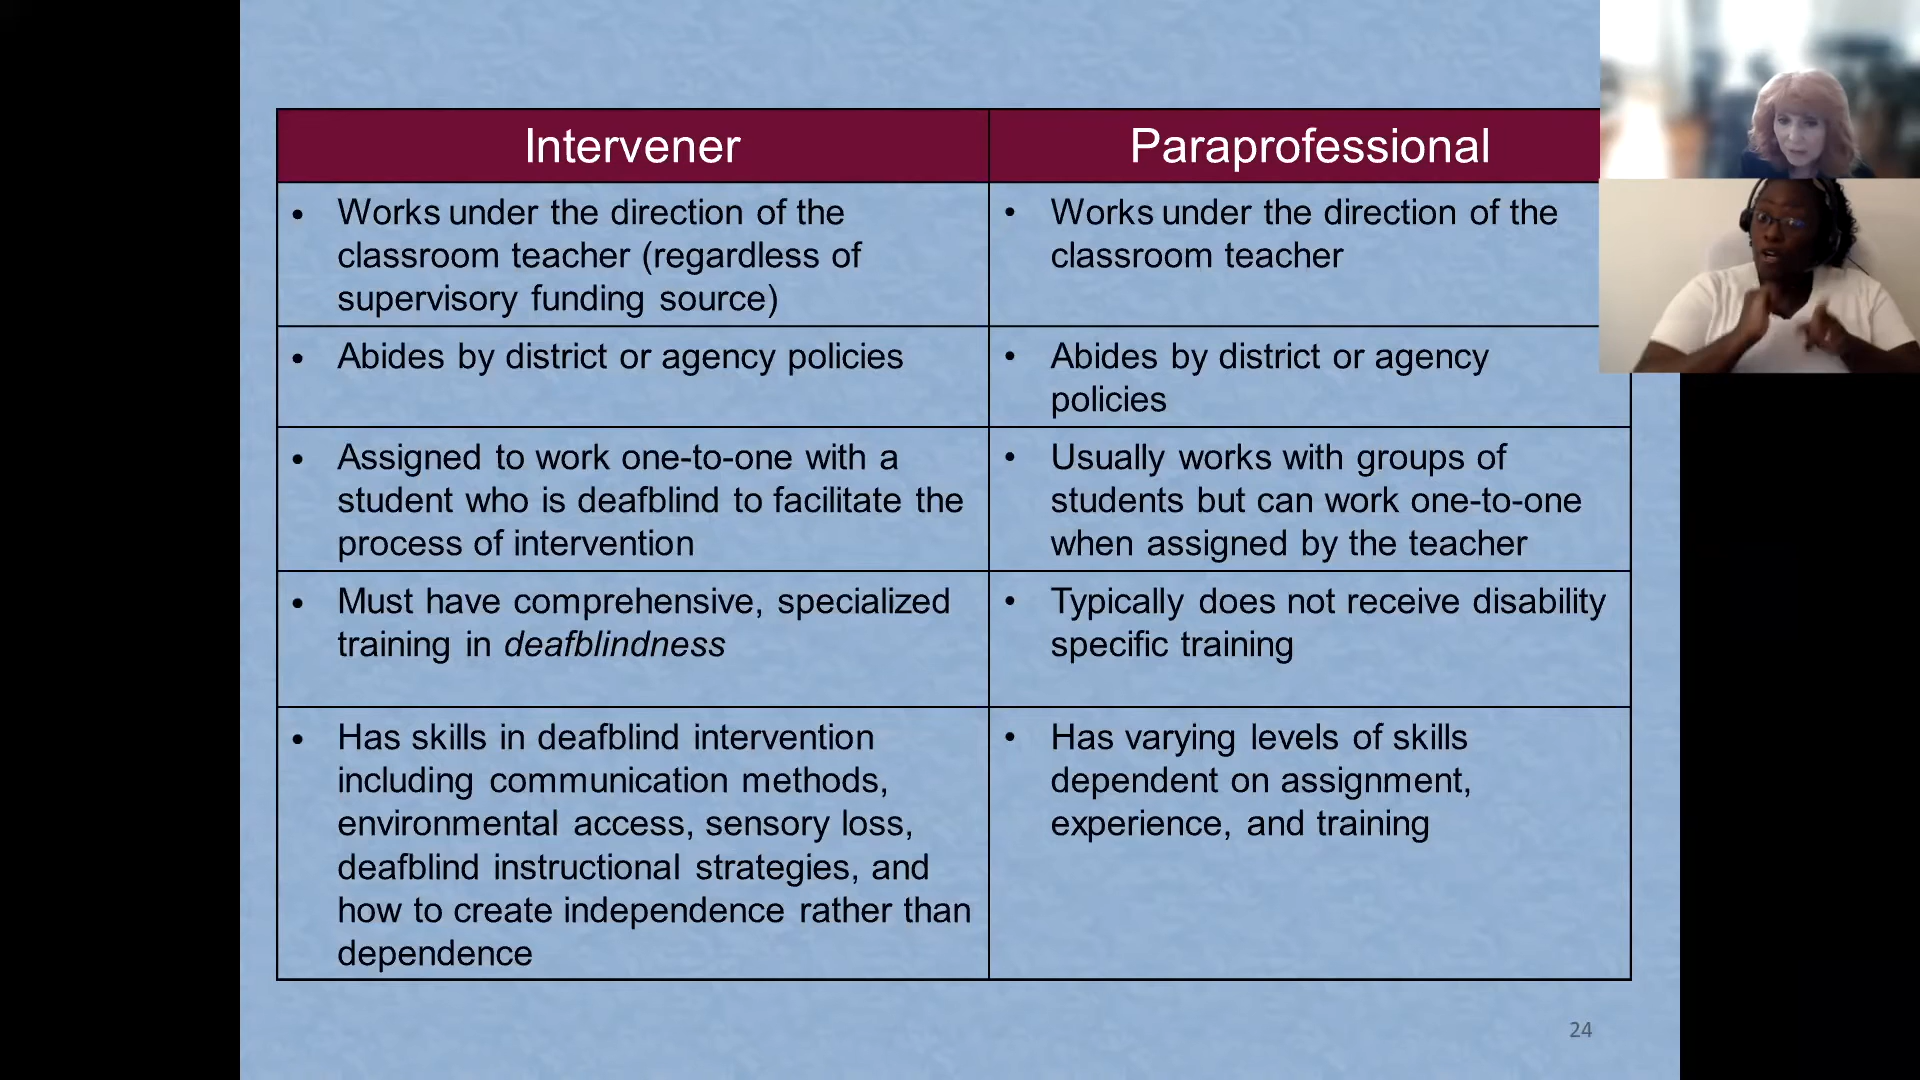 Intervener
Paraprofessional
• Works under the direction of the
classroom teacher (regardless of
supervisory funding source)
• Works under the direction of the
classroom teacher
• Abides by district or agency policies
• Abides by district or agency
policies
• Assigned to work one-to-one with a
student who is deafblind to facilitate the
process of intervention
• Usually works with groups of
students but can work one-to-one
when assigned by the teacher
• Must have comprehensive, specialized
training in deafblindness
• Typically does not receive disability
specific training
• Has skills in deafblind intervention
including communication methods,
environmental access, sensory loss,
deafblind instructional strategies, and
how to create independence rather than
dependence
• Has varying levels of skills
dependent on assignment,
experience, and training
24